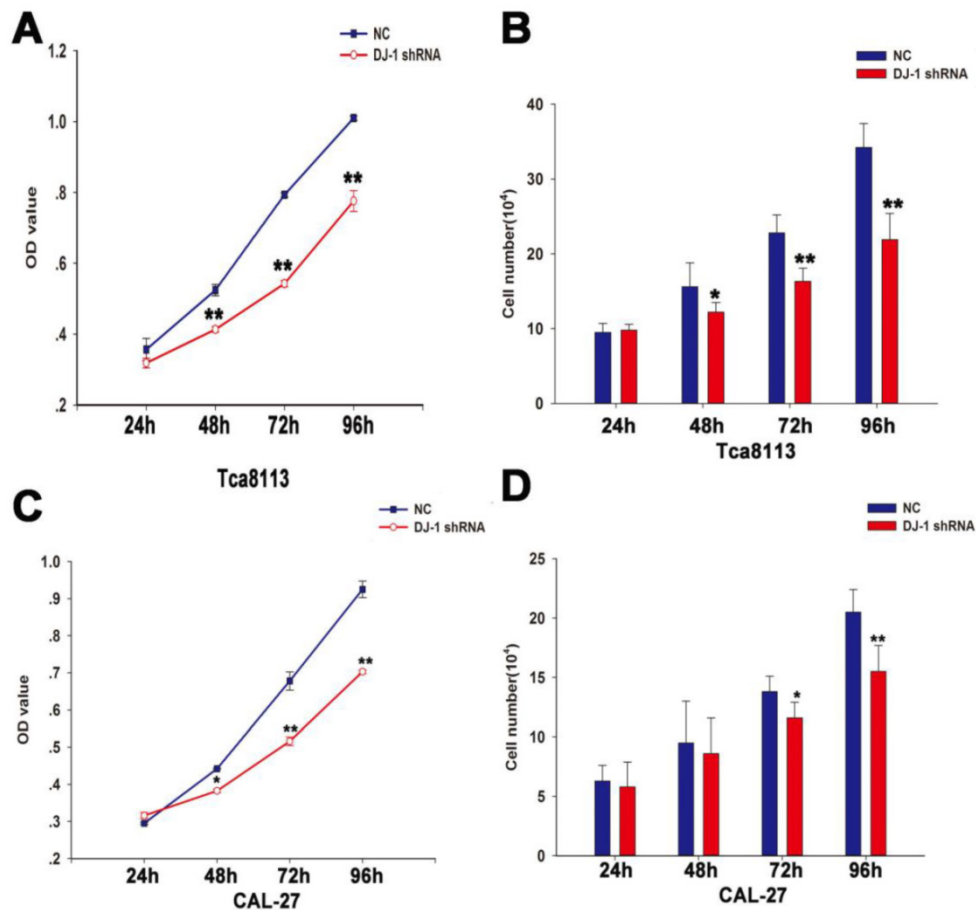 A
NC
DJ-1 shRNA
1.2
1.0
.8
.6
.4
.2
OD value
**
**
**
24h 48h 72h 96h
Tca8113
B
NC
DJ-1 shRNA
40
30
20
10
0
Cell number(10⁴)
*
**
**
24h 48h 72h 96h
Tca8113
C
NC
DJ-1 shRNA
1.0
.9
.8
.7
.6
.5
.4
.3
.2
OD value
*
**
**
24h 48h 72h 96h
CAL-27
D
NC
DJ-1 shRNA
25
20
15
10
5
0
Cell number(10⁴)
*
**
24h 48h 72h 96h
CAL-27